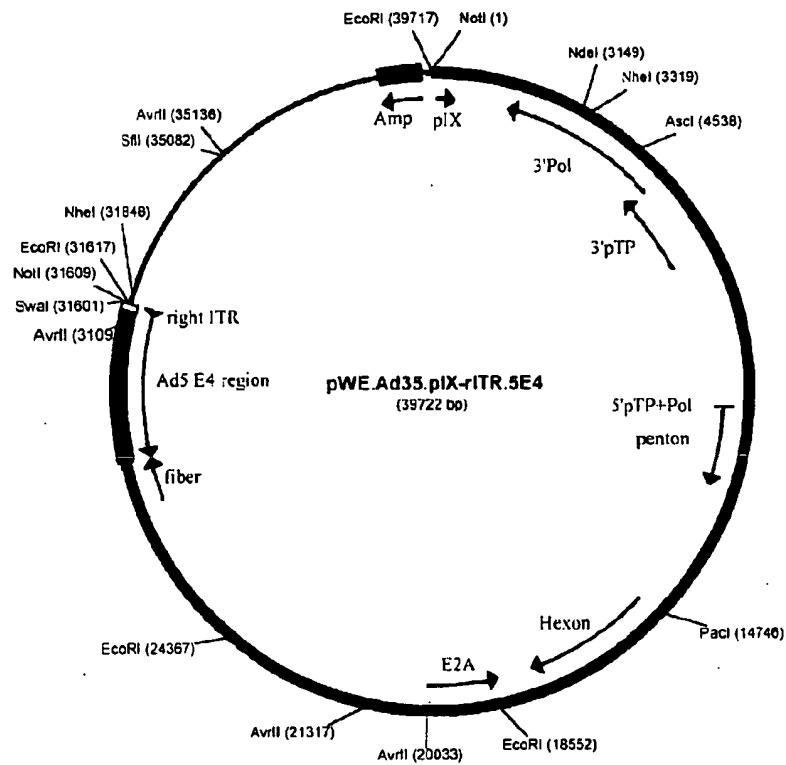 EcoRI (39717)
NotI (1)
NdeI (3149)
NheI (3319)
AscI (4538)
AvrII (35136)
SfiI (35082)
Amp
pIX
3'Pol
3'pTP
NheI (31848)
EcoRI (31617)
NotI (31609)
SwaI (31601)
AvrII (3109
right ITR
Ad5 E4 region
pWE.Ad35.pIX-rITR.5E4
(39722 bp)
5'pTP+Pol
penton
fiber
Hexon
PacI (14746)
E2A
EcoRI (24367)
AvrII (21317)
AvrII (20033)
EcoRI (18552)